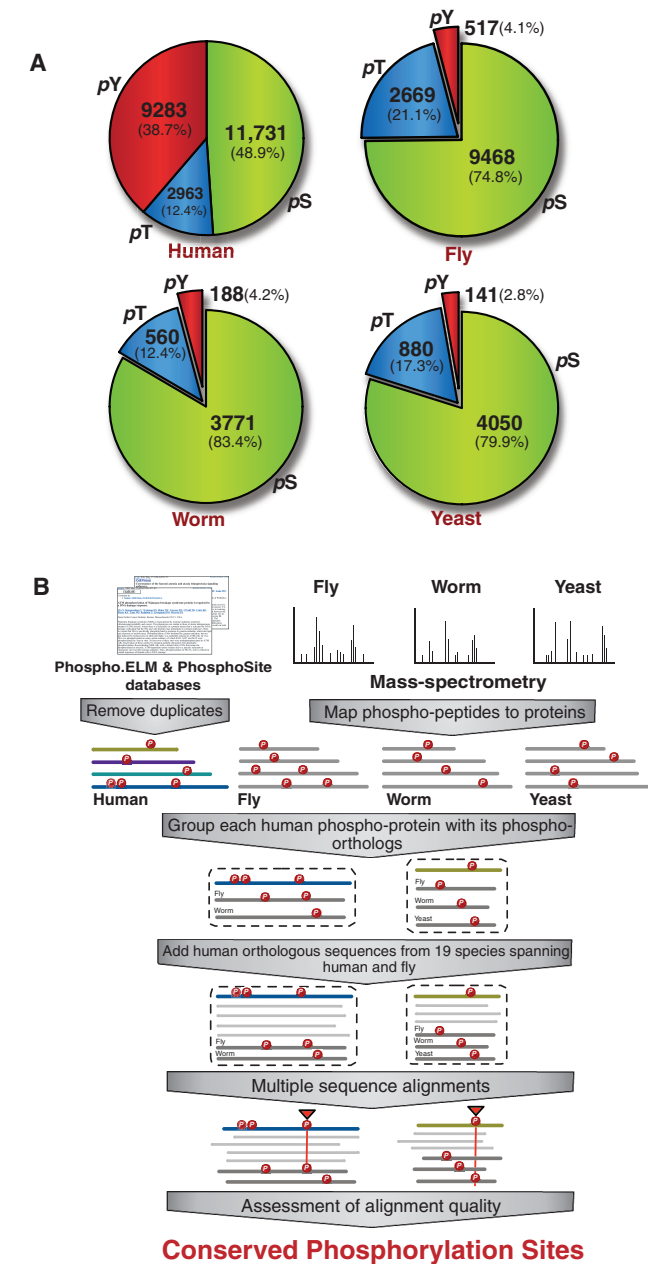 A
pY
9283
(38.7%)
11,731
(48.9%)
2963
(12.4%)
pT
pS
Human
pY
517(4.1%)
pT
2669
(21.1%)
9468
(74.8%)
pS
Fly
pY
188(4.2%)
pT
560
(12.4%)
3771
(83.4%)
pS
Worm
pY
141(2.8%)
pT
880
(17.3%)
pS
4050
(79.9%)
Yeast
B
Fly
Worm
Yeast
Phospho.ELM & PhosphoSite
databases
Mass-spectrometry
Remove duplicates
Map phospho-peptides to proteins
P P P P
P P P P
P P P P P P
P P P P P P P
Human
Fly
Worm
Yeast
Group each human phospho-protein with its phospho-
orthologs
P P P
Fly P P
Worm P
P
Fly P
Worm P
Yeast P
Add human orthologous sequences from 19 species spanning
human and fly
P P P
Fly P P
Worm P
P
Fly P
Worm P
Yeast P
Multiple sequence alignments
P P P
P P
P
P
P
P
P
Assessment of alignment quality
Conserved Phosphorylation Sites